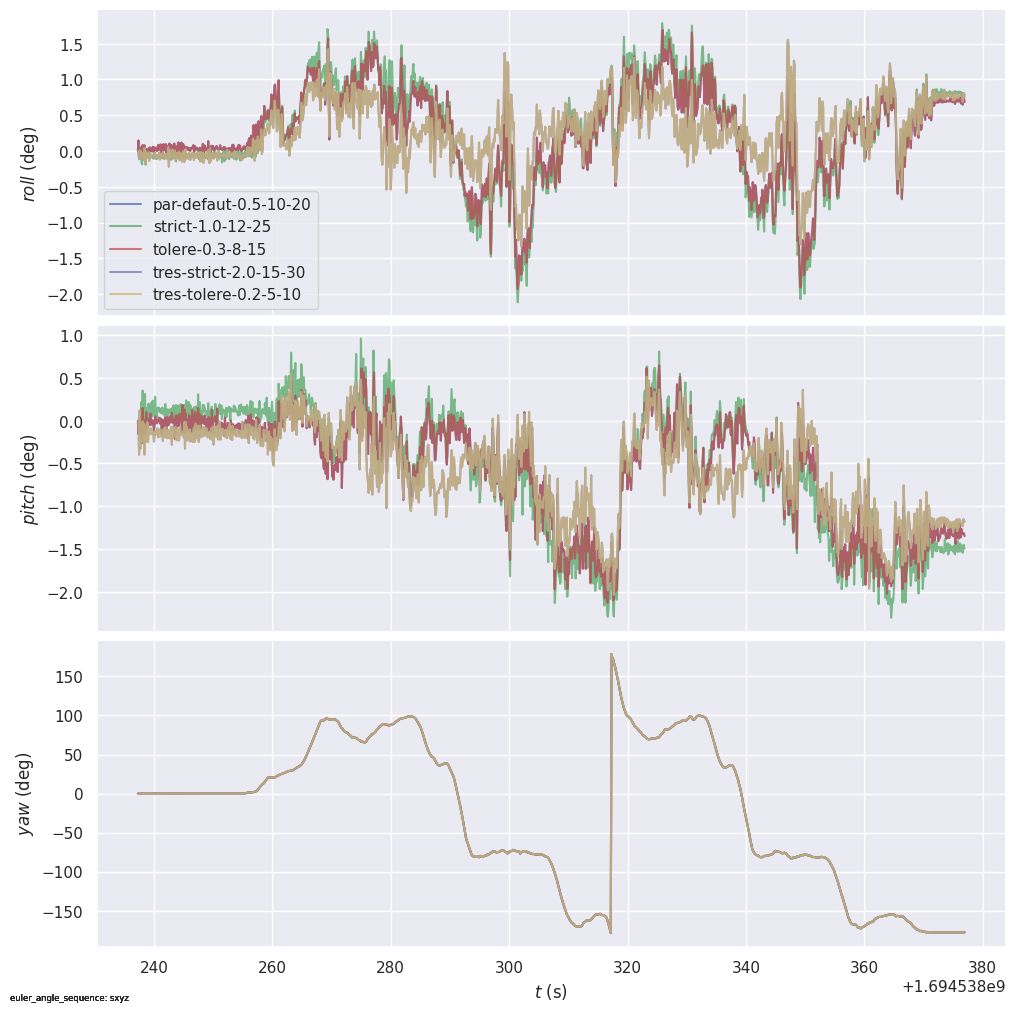 1.5
1.0
0.5
0.0
−0.5
−1.0
−1.5
−2.0
roll (deg)
par-defaut-0.5-10-20
strict-1.0-12-25
tolere-0.3-8-15
tres-strict-2.0-15-30
tres-tolere-0.2-5-10
1.0
0.5
0.0
−0.5
−1.0
−1.5
−2.0
pitch (deg)
150
100
50
0
−50
−100
−150
yaw (deg)
240 260 280 300 320 340 360 380
+1.694538e9
t (s)
euler_angle_sequence: sxyz